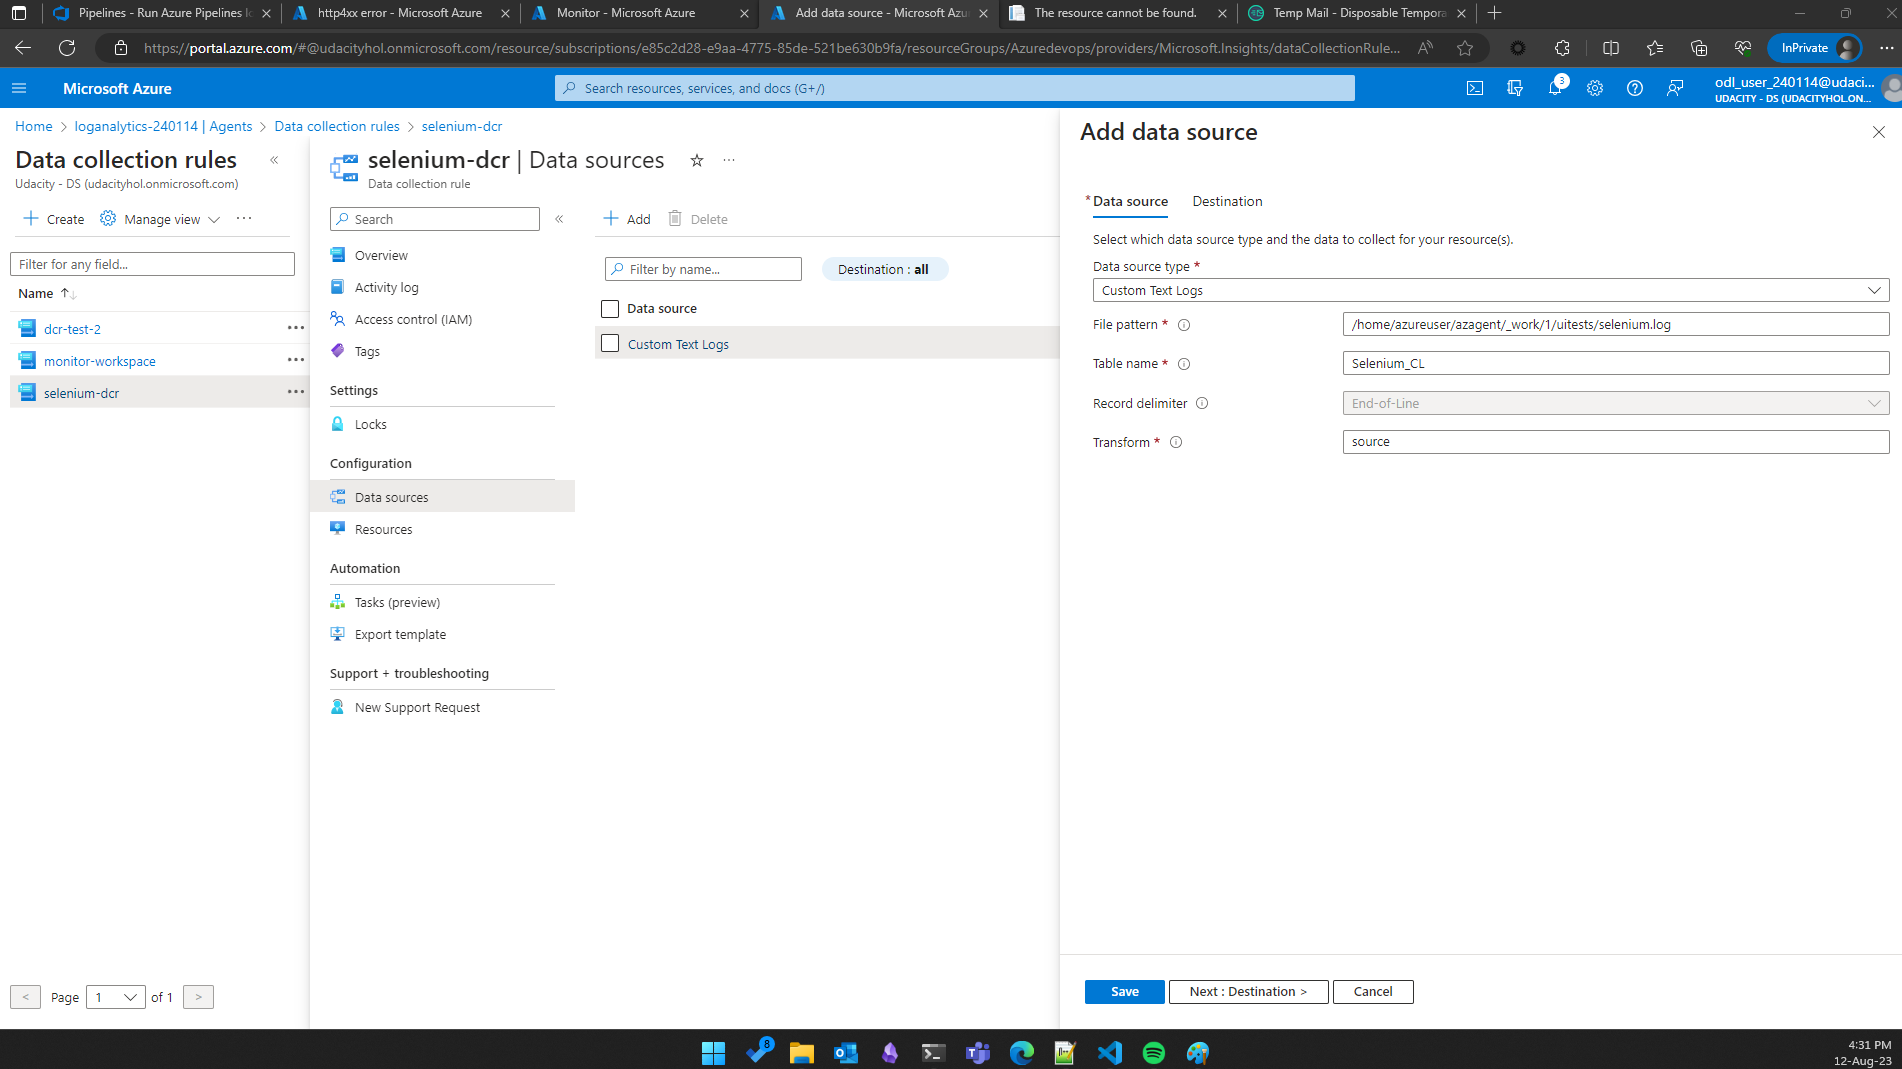 Pipelines - Run Azure Pipelines lo
http4xx error - Microsoft Azure
Monitor - Microsoft Azure
Add data source - Microsoft Azu
The resource cannot be found.
Temp Mail - Disposable Tempora
https://portal.azure.com/#@udacityhol.onmicrosoft.com/resource/subscriptions/e85c2d28-e9aa-4775-85de-521be630b9fa/resourceGroups/Azuredevops/providers/Microsoft.Insights/dataCollectionRule...
InPrivate
Microsoft Azure
Search resources, services, and docs (G+/)
3
odl_user_240114@udaci...
UDACITY - DS (UDACITYHOL.ON...
Home > loganalytics-240114 | Agents > Data collection rules > selenium-dcr
Data collection rules
Udacity - DS (udacityhol.onmicrosoft.com)
Create
Manage view
Filter for any field...
Name
dcr-test-2
monitor-workspace
selenium-dcr
Page 1 of 1
selenium-dcr | Data sources
Data collection rule
Search
Overview
Activity log
Access control (IAM)
Tags
Settings
Locks
Configuration
Data sources
Resources
Automation
Tasks (preview)
Export template
Support + troubleshooting
New Support Request
Add
Delete
Filter by name...
Destination : all
Data source
Custom Text Logs
Add data source
* Data source
Destination
Select which data source type and the data to collect for your resource(s).
Data source type *
Custom Text Logs
File pattern *
/home/azureuser/azagent/_work/1/uitests/selenium.log
Table name *
Selenium_CL
Record delimiter
End-of-Line
Transform *
source
Save
Next : Destination >
Cancel
8
4:31 PM
12-Aug-23